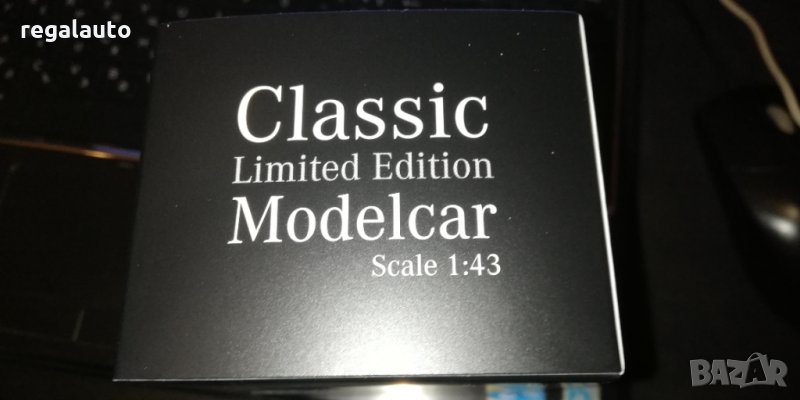 regalauto
Classic
Limited Edition
Modelcar
Scale 1:43
BAZAR